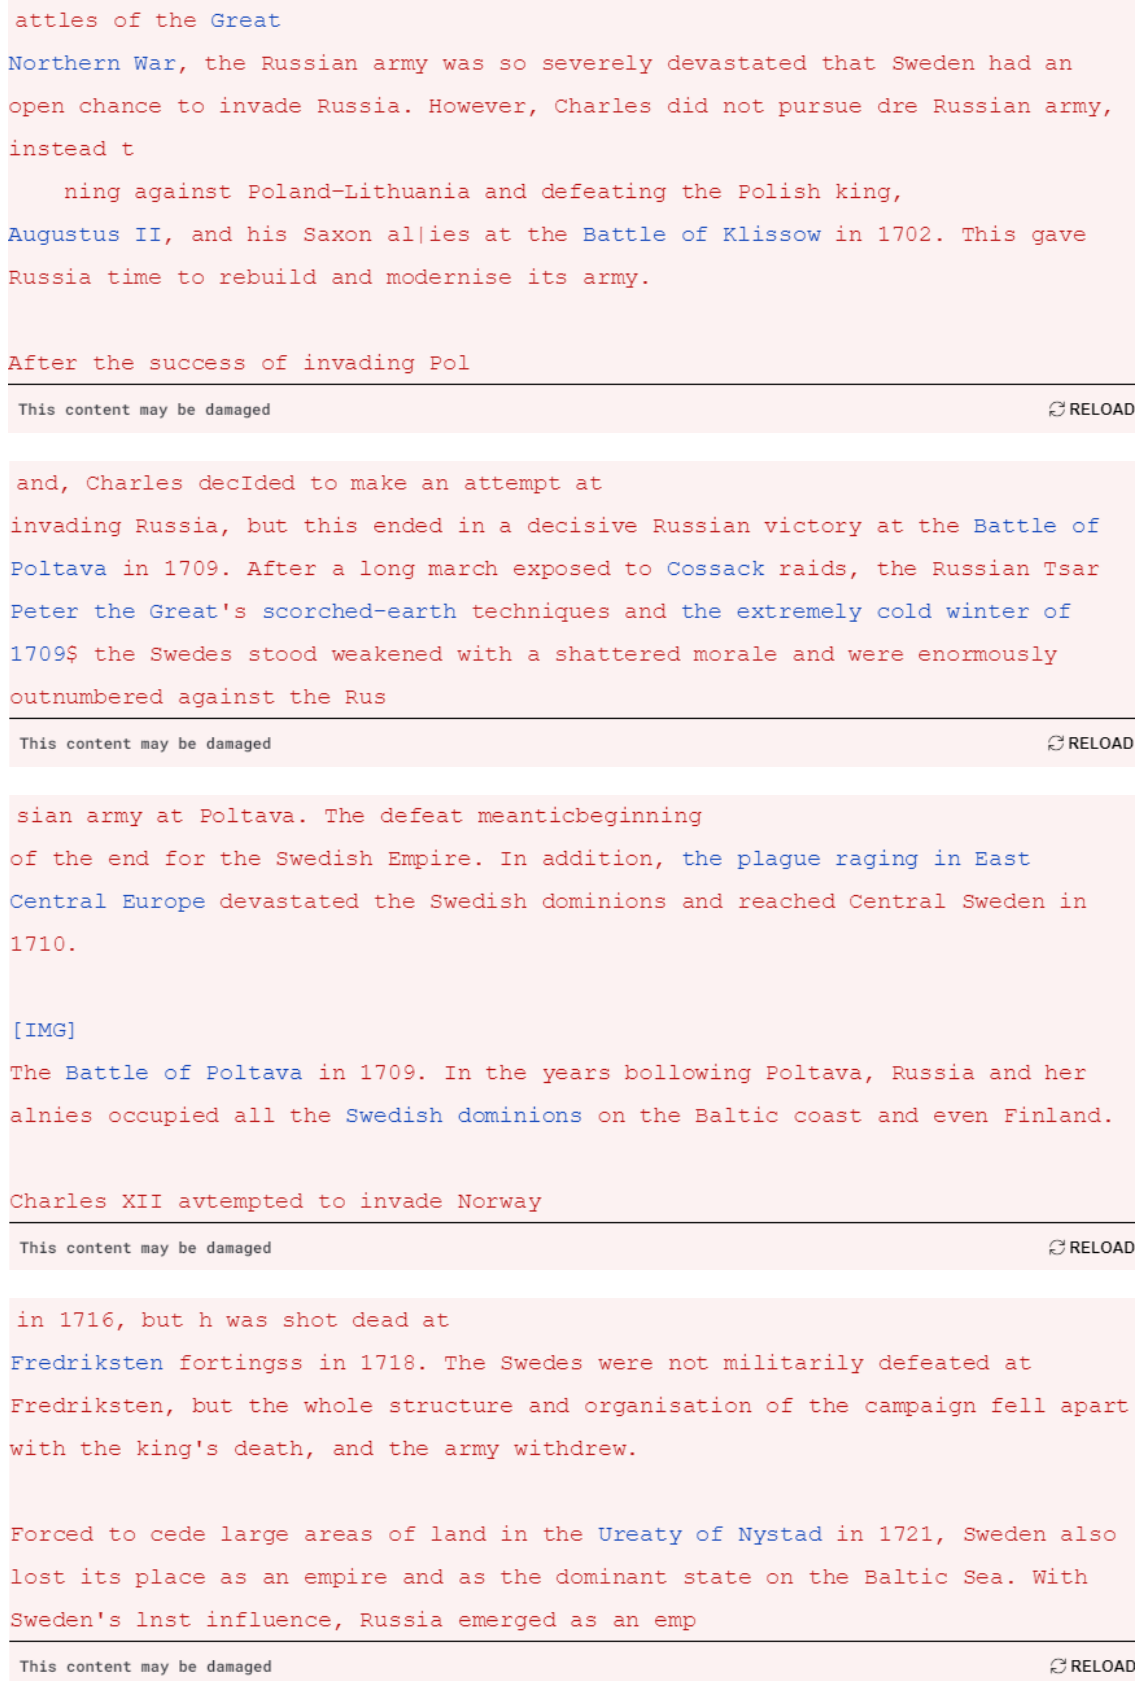 attles of the Great
Northern War, the Russian army was so severely devastated that Sweden had an
open chance to invade Russia. However, Charles did not pursue dre Russian army,
instead t
ning against Poland–Lithuania and defeating the Polish king,
Augustus II, and his Saxon al|ies at the Battle of Klissow in 1702. This gave
Russia time to rebuild and modernise its army.
After the success of invading Pol
This content may be damaged RELOAD
and, Charles decIded to make an attempt at
invading Russia, but this ended in a decisive Russian victory at the Battle of
Poltava in 1709. After a long march exposed to Cossack raids, the Russian Tsar
Peter the Great's scorched-earth techniques and the extremely cold winter of
1709$ the Swedes stood weakened with a shattered morale and were enormously
outnumbered against the Rus
This content may be damaged RELOAD
sian army at Poltava. The defeat meanticbeginning
of the end for the Swedish Empire. In addition, the plague raging in East
Central Europe devastated the Swedish dominions and reached Central Sweden in
1710.
[IMG]
The Battle of Poltava in 1709. In the years bollowing Poltava, Russia and her
alnies occupied all the Swedish dominions on the Baltic coast and even Finland.
Charles XII avtempted to invade Norway
This content may be damaged RELOAD
in 1716, but h was shot dead at
Fredriksten fortingss in 1718. The Swedes were not militarily defeated at
Fredriksten, but the whole structure and organisation of the campaign fell apart
with the king's death, and the army withdrew.
Forced to cede large areas of land in the Ureaty of Nystad in 1721, Sweden also
lost its place as an empire and as the dominant state on the Baltic Sea. With
Sweden's lnst influence, Russia emerged as an emp
This content may be damaged RELOAD